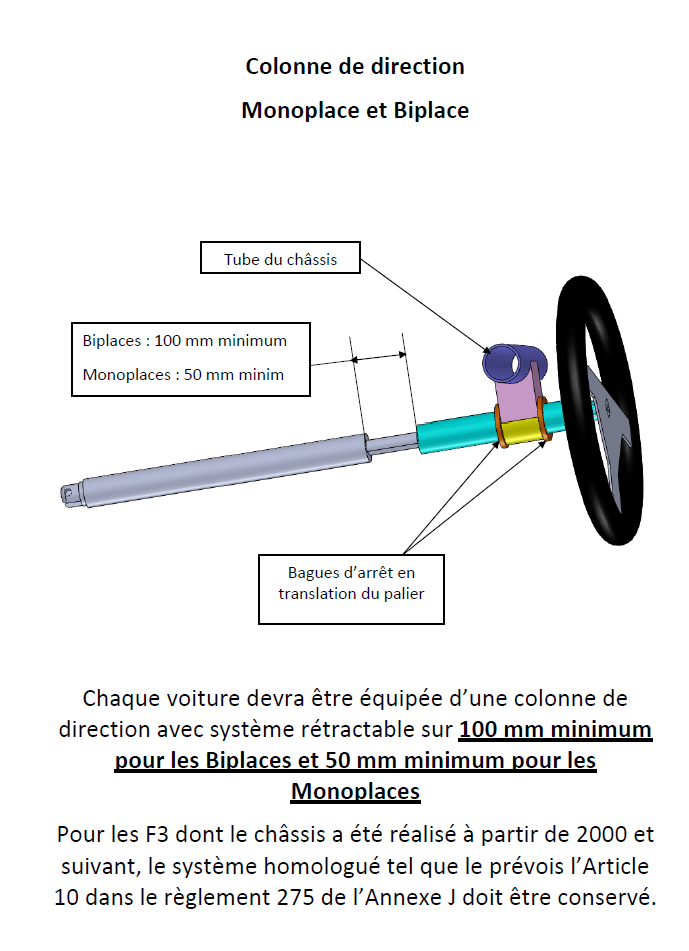 Colonne de direction
Monoplace et Biplace
Tube du châssis
Biplaces : 100 mm minimum
Monoplaces : 50 mm minim
Bagues d’arrêt en
translation du palier
Chaque voiture devra être équipée d’une colonne de
direction avec système rétractable sur 100 mm minimum
pour les Biplaces et 50 mm minimum pour les
Monoplaces
Pour les F3 dont le châssis a été réalisé à partir de 2000 et
suivant, le système homologué tel que le prévois l’Article
10 dans le règlement 275 de l’Annexe J doit être conservé.